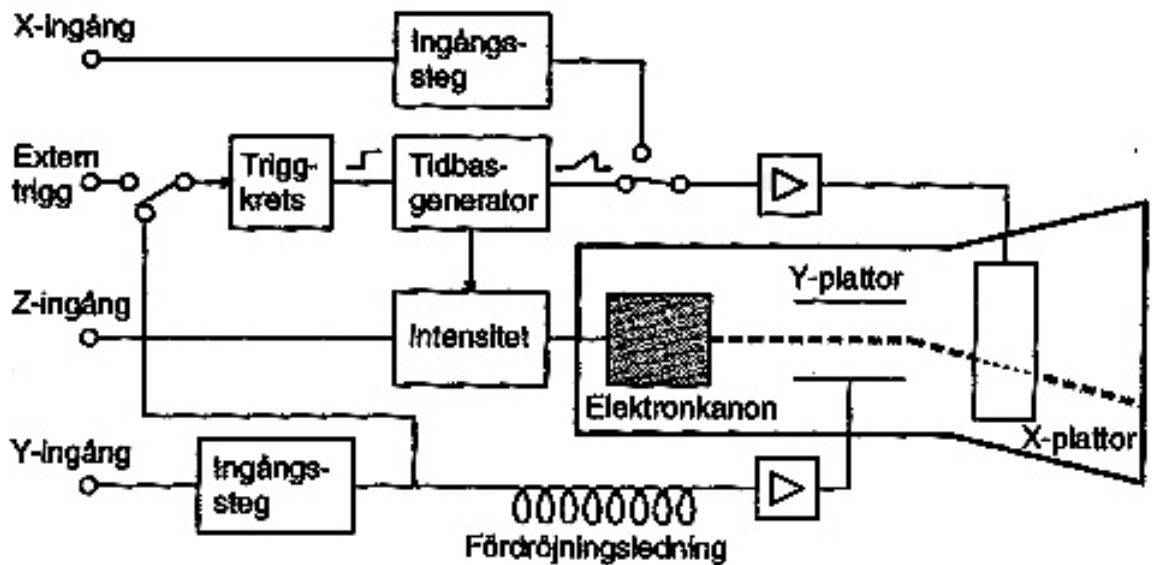 X-ingång
Ingångs-
steg
Extern
trigg
Trigg-
krets
Tidbas-
generator
Y-plattor
Z-ingång
Intensitet
Elektronkanon
X-plattor
Y-ingång
Ingångs-
steg
Fördröjningsledning